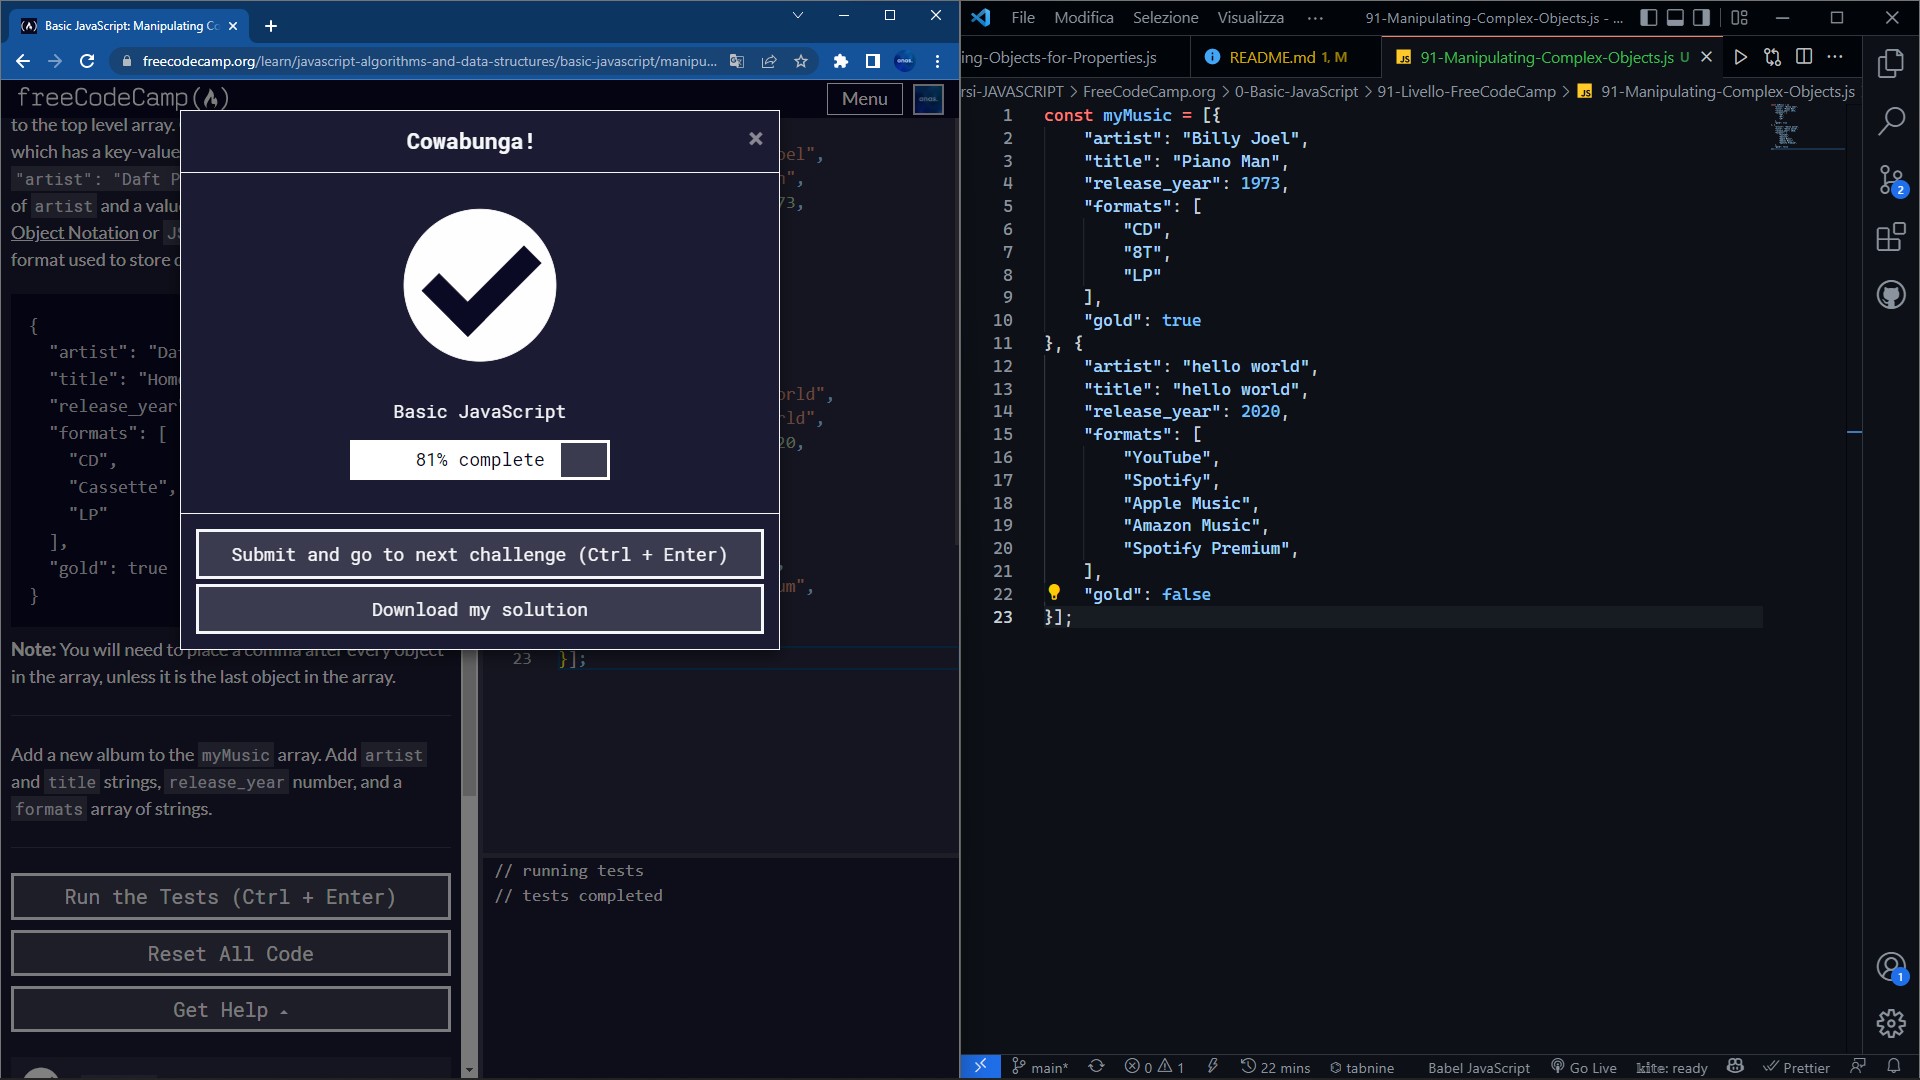 Basic JavaScript: Manipulating Co
freecodecamp.org/learn/javascript-algorithms-and-data-structures/basic-javascript/manipu...
freeCodeCamp
Menu
to the top level array.
which has a key-value
"artist": "Daft P
of artist and a valu
Object Notation or JS
format used to store
{
"artist": "Da
"title": "Hom
"release_year
"formats": [
"CD",
"Cassette",
"LP"
],
"gold": true
}
Note: You will need to place a comma after every object
in the array, unless it is the last object in the array.
Add a new album to the myMusic array. Add artist
and title strings, release_year number, and a
formats array of strings.
Run the Tests (Ctrl + Enter)
Reset All Code
Get Help
Cowabunga!
Basic JavaScript
81% complete
Submit and go to next challenge (Ctrl + Enter)
Download my solution
oel",
",
73,
orld",
ld",
20,
um",
23 }];
// running tests
// tests completed
File Modifica Selezione Visualizza ··· 91-Manipulating-Complex-Objects.js - ...
ing-Objects-for-Properties.js README.md 1, M JS 91-Manipulating-Complex-Objects.js U
rsi-JAVASCRIPT > FreeCodeCamp.org > 0-Basic-JavaScript > 91-Livello-FreeCodeCamp > JS 91-Manipulating-Complex-Objects.js
1 const myMusic = [{
2 "artist": "Billy Joel",
3 "title": "Piano Man",
4 "release_year": 1973,
5 "formats": [
6 "CD",
7 "8T",
8 "LP"
9 ],
10 "gold": true
11 }, {
12 "artist": "hello world",
13 "title": "hello world",
14 "release_year": 2020,
15 "formats": [
16 "YouTube",
17 "Spotify",
18 "Apple Music",
19 "Amazon Music",
20 "Spotify Premium",
21 ],
22 "gold": false
23 }];
2
1
main* 0 1 22 mins tabnine Babel JavaScript Go Live kite: ready Prettier